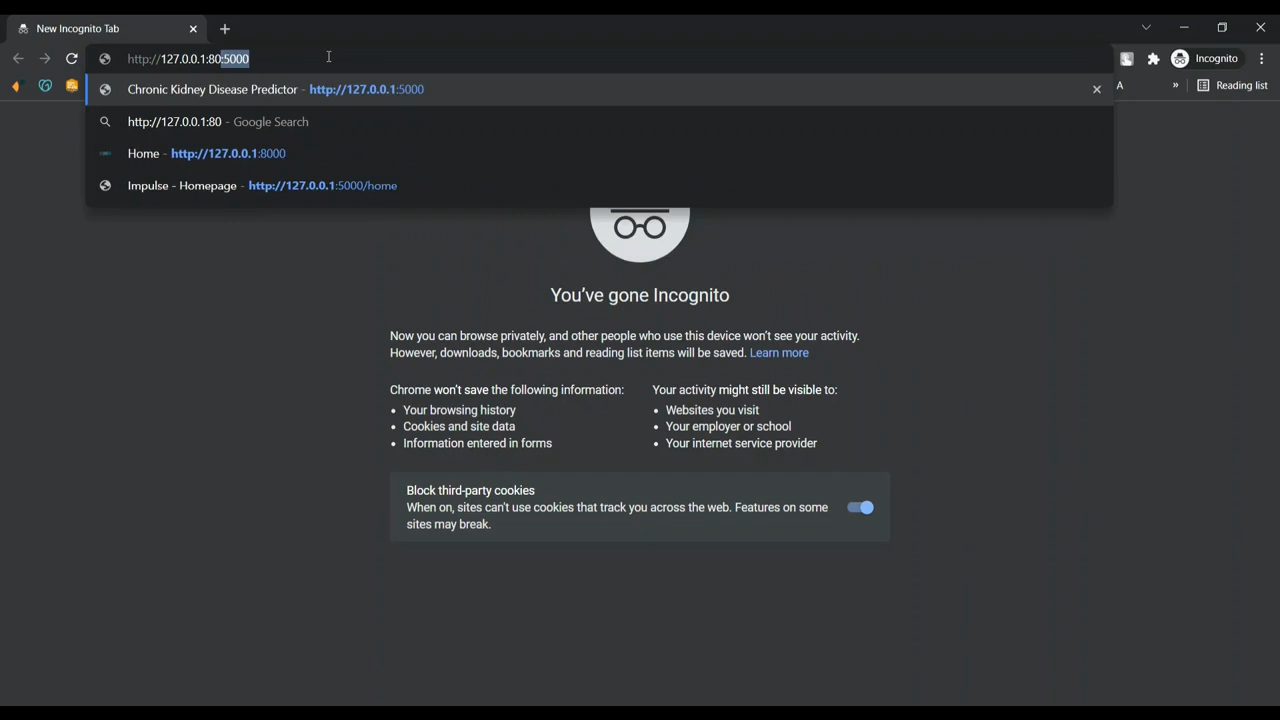 New Incognito Tab
http://127.0.0.1:80:5000
Incognito
Chronic Kidney Disease Predictor - http://127.0.0.1:5000
A
»
Reading list
http://127.0.0.1:80 - Google Search
Home - http://127.0.0.1:8000
Impulse - Homepage - http://127.0.0.1:5000/home
You've gone Incognito
Now you can browse privately, and other people who use this device won't see your activity.
However, downloads, bookmarks and reading list items will be saved. Learn more
Chrome won't save the following information:
• Your browsing history
• Cookies and site data
• Information entered in forms
Your activity might still be visible to:
• Websites you visit
• Your employer or school
• Your internet service provider
Block third-party cookies
When on, sites can't use cookies that track you across the web. Features on some
sites may break.